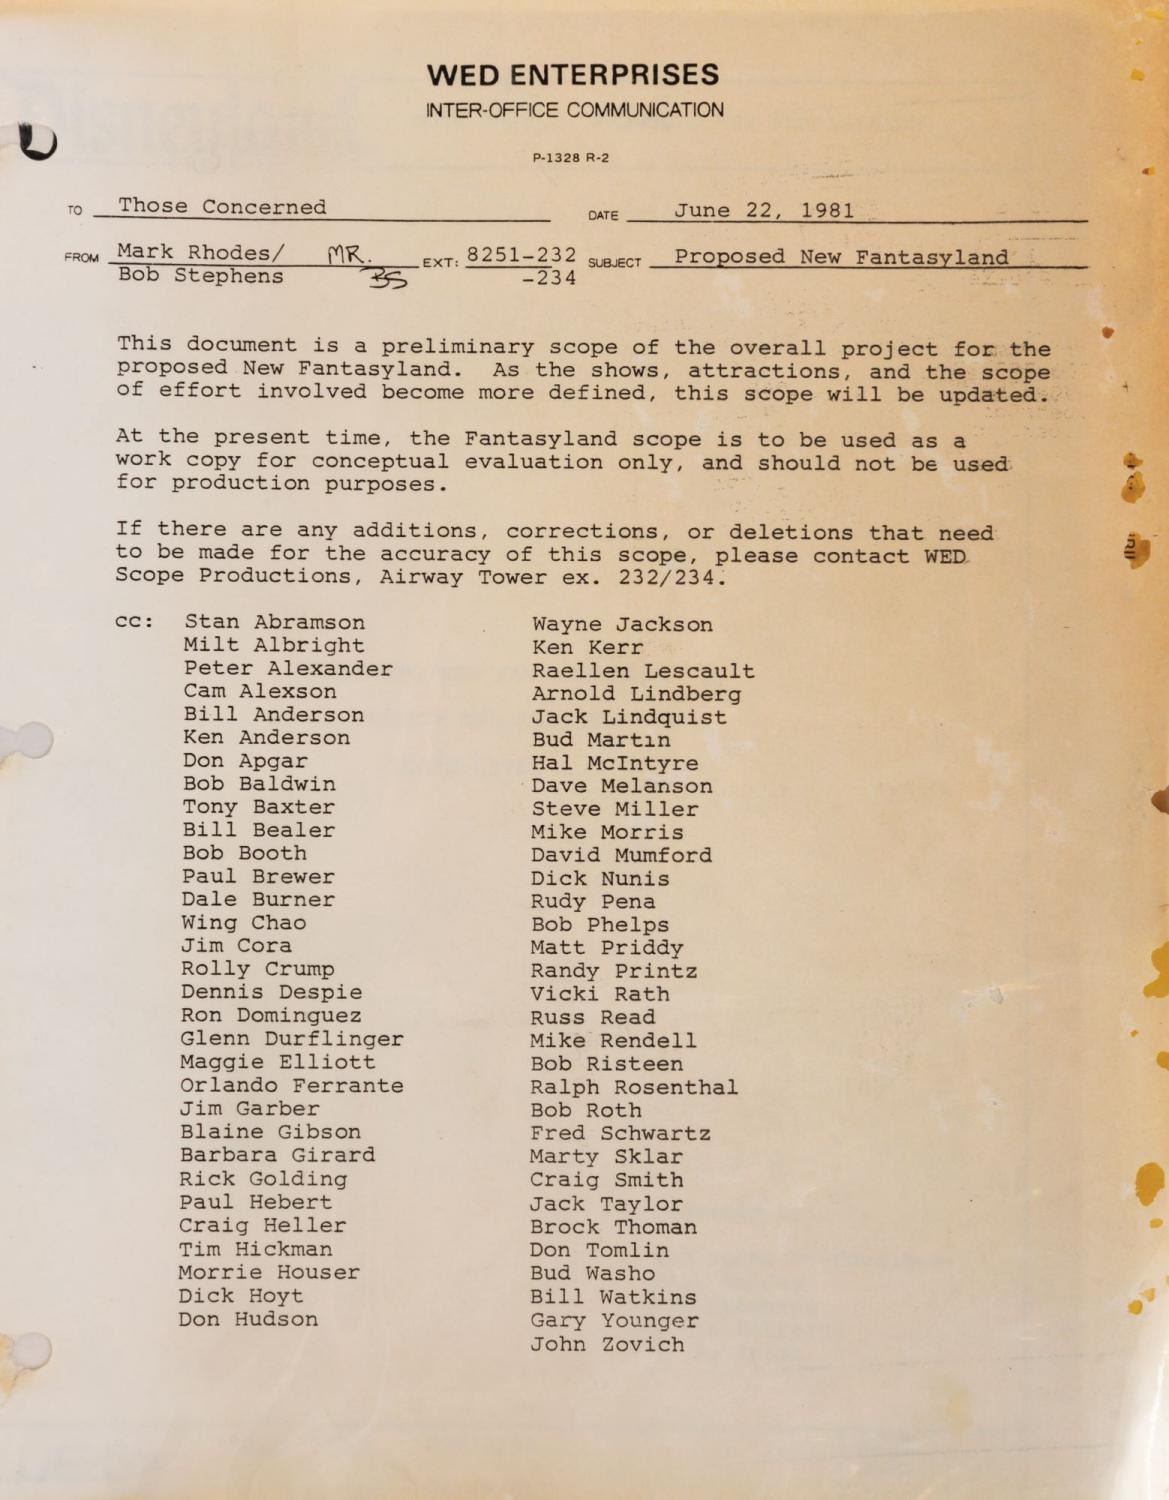 WED ENTERPRISES
INTER-OFFICE COMMUNICATION
P-1328 R-2
TO Those Concerned DATE June 22, 1981
FROM Mark Rhodes/ MR. EXT: 8251-232 SUBJECT Proposed New Fantasyland
Bob Stephens BS -234
This document is a preliminary scope of the overall project for the
proposed New Fantasyland. As the shows, attractions, and the scope
of effort involved become more defined, this scope will be updated.
At the present time, the Fantasyland scope is to be used as a
work copy for conceptual evaluation only, and should not be used
for production purposes.
If there are any additions, corrections, or deletions that need
to be made for the accuracy of this scope, please contact WED
Scope Productions, Airway Tower ex. 232/234.
cc: Stan Abramson
Milt Albright
Peter Alexander
Cam Alexson
Bill Anderson
Ken Anderson
Don Apgar
Bob Baldwin
Tony Baxter
Bill Bealer
Bob Booth
Paul Brewer
Dale Burner
Wing Chao
Jim Cora
Rolly Crump
Dennis Despie
Ron Dominguez
Glenn Durflinger
Maggie Elliott
Orlando Ferrante
Jim Garber
Blaine Gibson
Barbara Girard
Rick Golding
Paul Hebert
Craig Heller
Tim Hickman
Morrie Houser
Dick Hoyt
Don Hudson
Wayne Jackson
Ken Kerr
Raellen Lescault
Arnold Lindberg
Jack Lindquist
Bud Martin
Hal McIntyre
Dave Melanson
Steve Miller
Mike Morris
David Mumford
Dick Nunis
Rudy Pena
Bob Phelps
Matt Priddy
Randy Printz
Vicki Rath
Russ Read
Mike Rendell
Bob Risteen
Ralph Rosenthal
Bob Roth
Fred Schwartz
Marty Sklar
Craig Smith
Jack Taylor
Brock Thoman
Don Tomlin
Bud Washo
Bill Watkins
Gary Younger
John Zovich